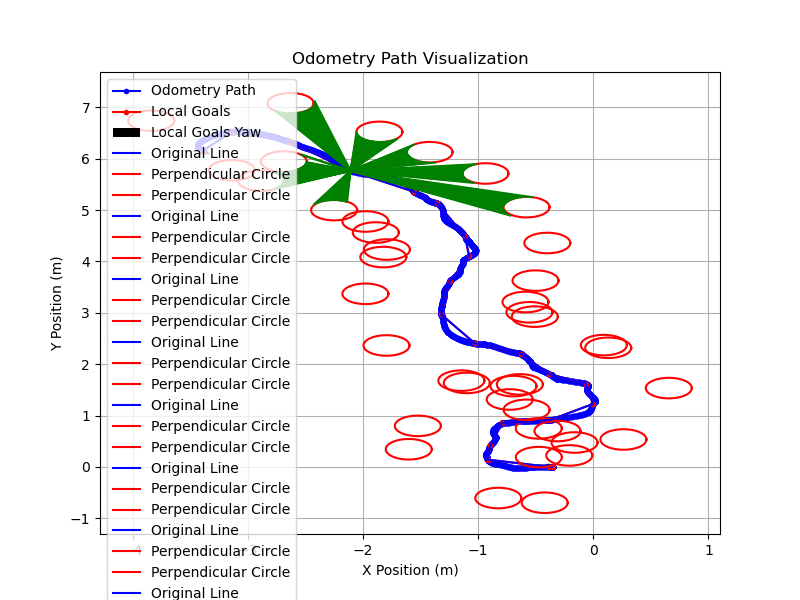 Odometry Path Visualization
Y Position (m)
7
6
5
4
3
2
1
0
−1
Odometry Path
Local Goals
Local Goals Yaw
Original Line
Perpendicular Circle
Perpendicular Circle
Original Line
Perpendicular Circle
Perpendicular Circle
Original Line
Perpendicular Circle
Perpendicular Circle
Original Line
Perpendicular Circle
Perpendicular Circle
Original Line
Perpendicular Circle
Perpendicular Circle
Original Line
Perpendicular Circle
Perpendicular Circle
Original Line
Perpendicular Circle
Perpendicular Circle
Original Line
−2
−1
0
1
X Position (m)